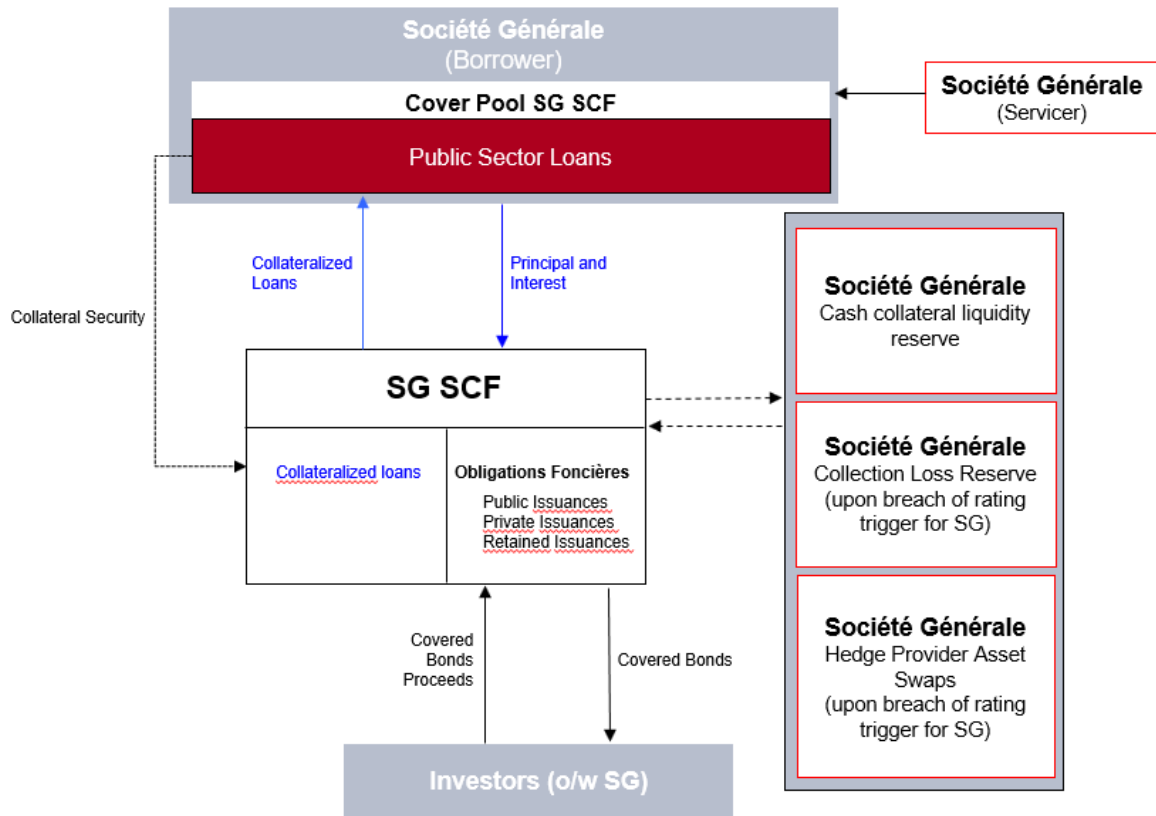 Société Générale
(Borrower)
Cover Pool SG SCF
Public Sector Loans
Société Générale
(Servicer)
Collateralized
Loans
Principal and
Interest
Collateral Security
Société Générale
Cash collateral liquidity
reserve
SG SCF
Collateralized loans
Obligations Foncières
Public Issuances
Private Issuances
Retained Issuances
Société Générale
Collection Loss Reserve
(upon breach of rating
trigger for SG)
Société Générale
Hedge Provider Asset
Swaps
(upon breach of rating
trigger for SG)
Covered
Bonds
Proceeds
Covered Bonds
Investors (o/w SG)